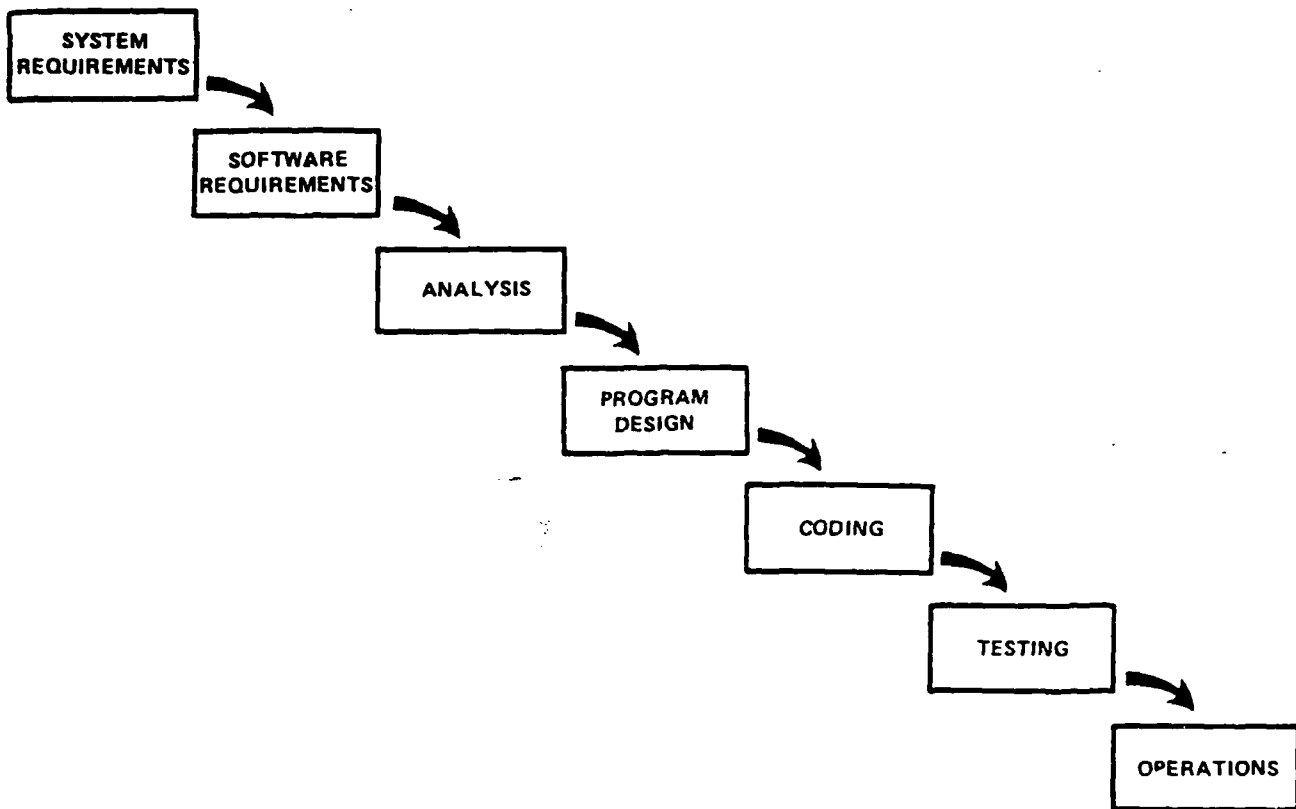 SYSTEM
REQUIREMENTS
SOFTWARE
REQUIREMENTS
ANALYSIS
PROGRAM
DESIGN
CODING
TESTING
OPERATIONS